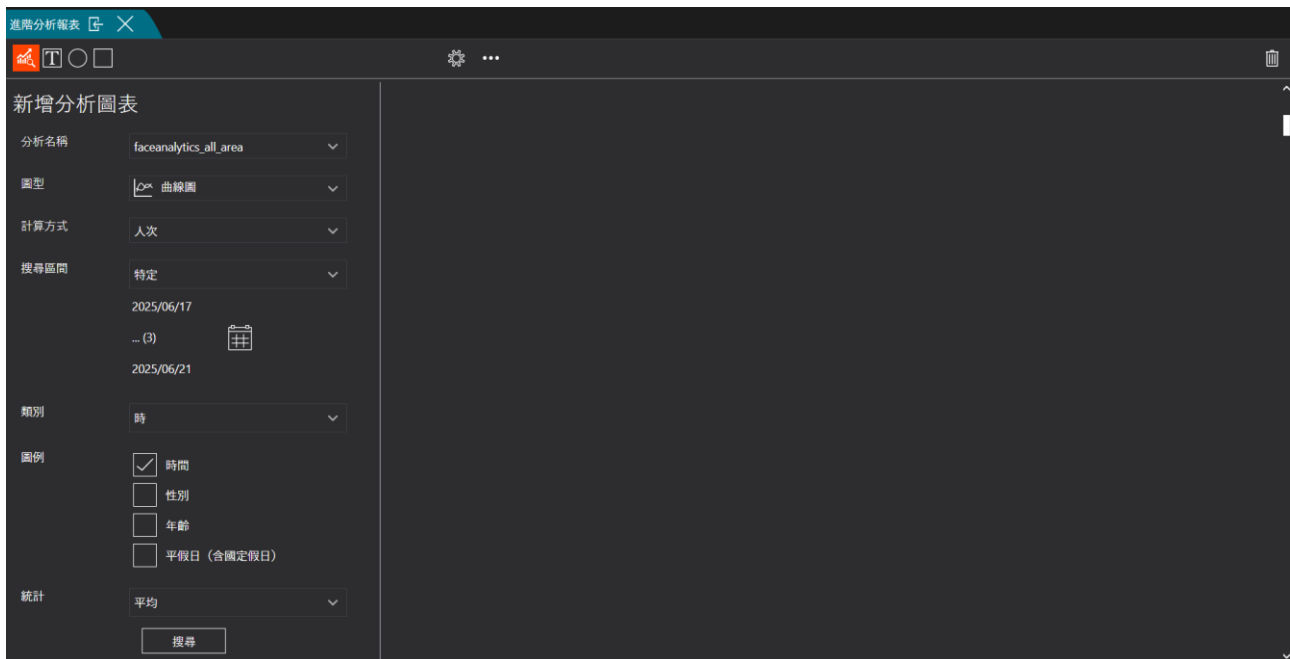 進階分析報表
T
新增分析圖表
分析名稱 faceanalytics_all_area
圖型 曲線圖
計算方式 人次
搜尋區間 特定
2025/06/17
... (3)
2025/06/21
類別 時
圖例 時間
性別
年齡
平假日（含國定假日）
統計 平均
搜尋